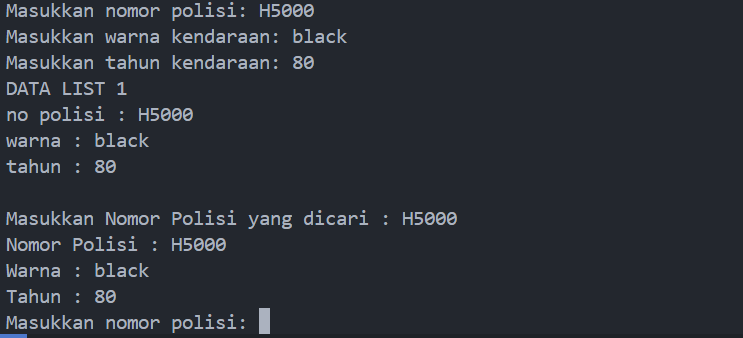 Masukkan nomor polisi: H5000
Masukkan warna kendaraan: black
Masukkan tahun kendaraan: 80
DATA LIST 1
no polisi : H5000
warna : black
tahun : 80
Masukkan Nomor Polisi yang dicari : H5000
Nomor Polisi : H5000
Warna : black
Tahun : 80
Masukkan nomor polisi: